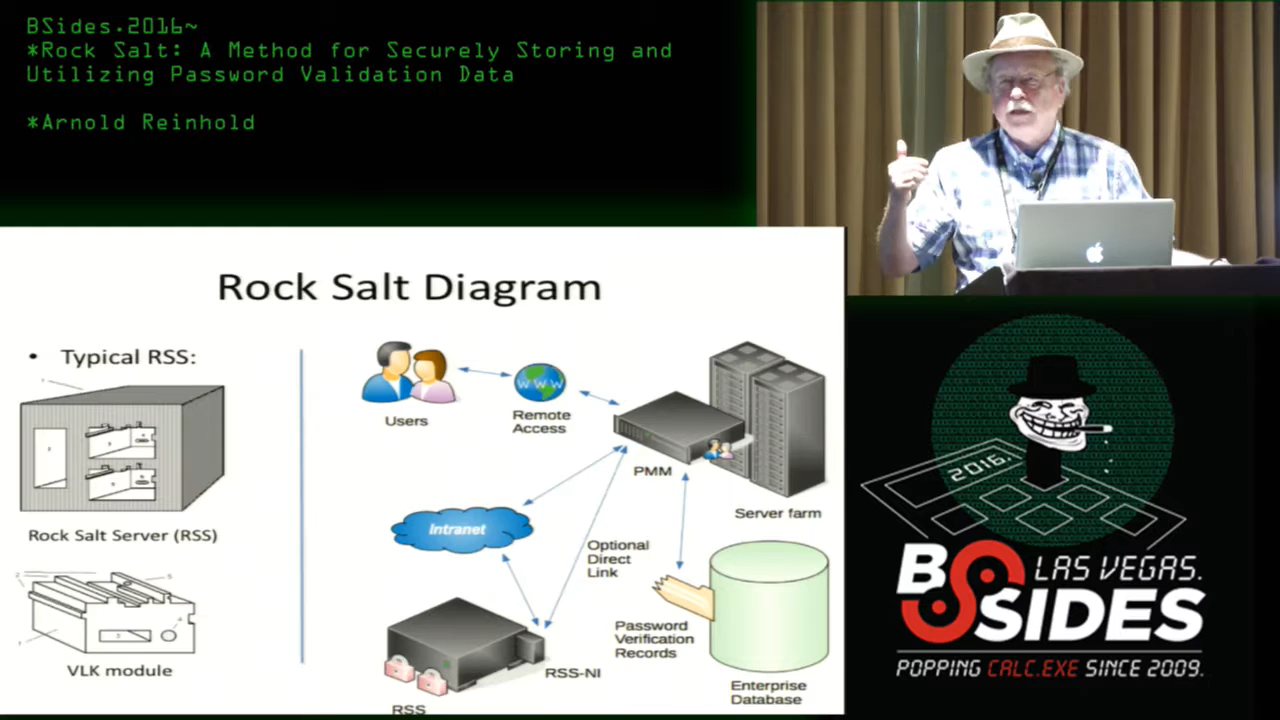 BSides.2016~
*Rock Salt: A Method for Securely Storing and
Utilizing Password Validation Data
*Arnold Reinhold
Rock Salt Diagram
• Typical RSS:
Rock Salt Server (RSS)
VLK module
Users
WWW
Remote
Access
PMM
Server farm
Intranet
Optional
Direct
Link
Password
Verification
Records
RSS-NI
RSS
Enterprise
Database
2016.
BSIDES
LAS VEGAS.
POPPING CALC.EXE SINCE 2009.